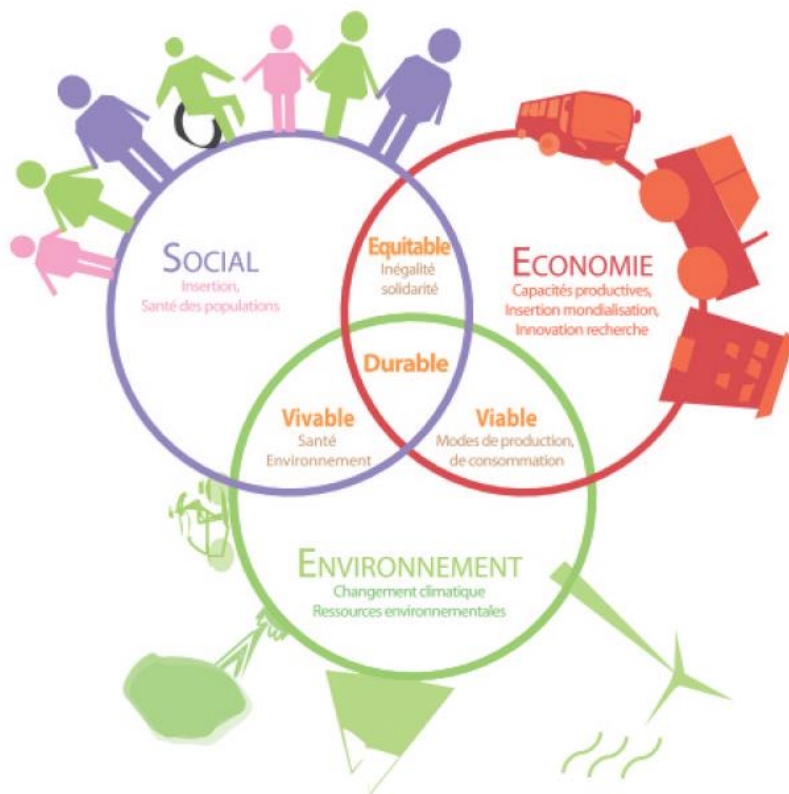 SOCIAL
Insertion,
Santé des populations
Equitable
Inégalité
solidarité
ECONOMIE
Capacités productives,
Insertion mondialisation,
Innovation recherche
Durable
Vivable
Santé
Environnement
Viable
Modes de production,
de consommation
ENVIRONNEMENT
Changement climatique
Ressources environnementales